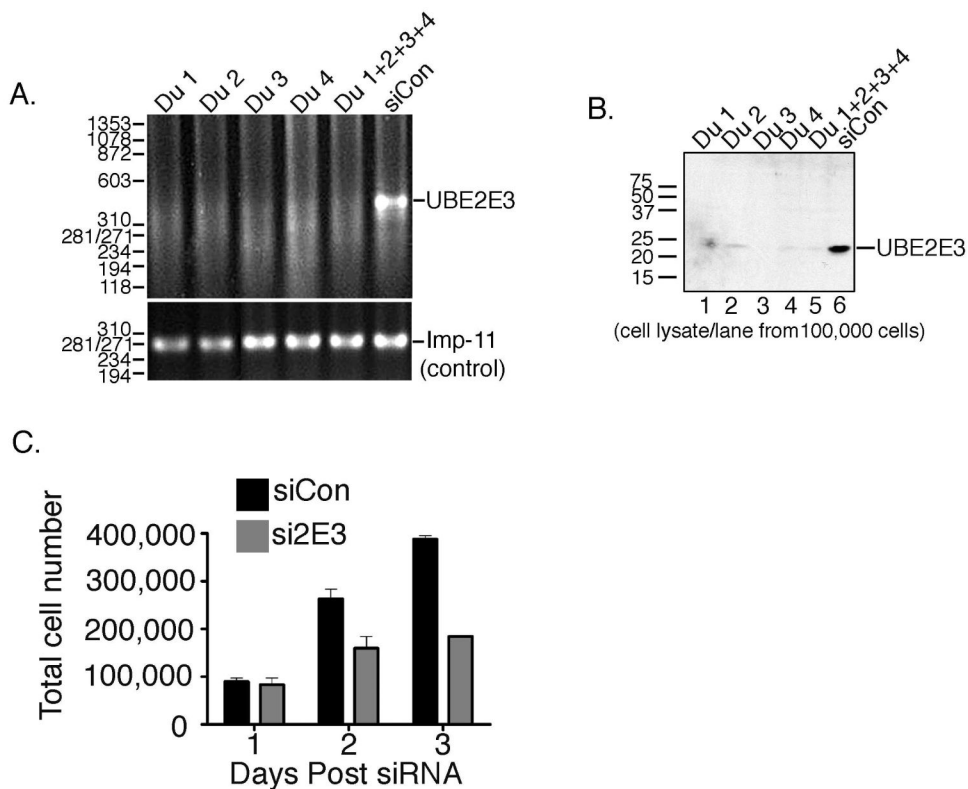 A.
Du 1
Du 2
Du 3
Du 4
Du 1+2+3+4
siCon
1353
1078
872
603
310
281/271
234
194
118
UBE2E3
310
281/271
234
194
Imp-11
(control)
B.
Du 1
Du 2
Du 3
Du 4
Du 1+2+3+4
siCon
75
50
37
25
20
15
UBE2E3
1 2 3 4 5 6
(cell lysate/lane from100,000 cells)
C.
siCon
si2E3
Total cell number
400,000
300,000
200,000
100,000
0
1 2 3
Days Post siRNA